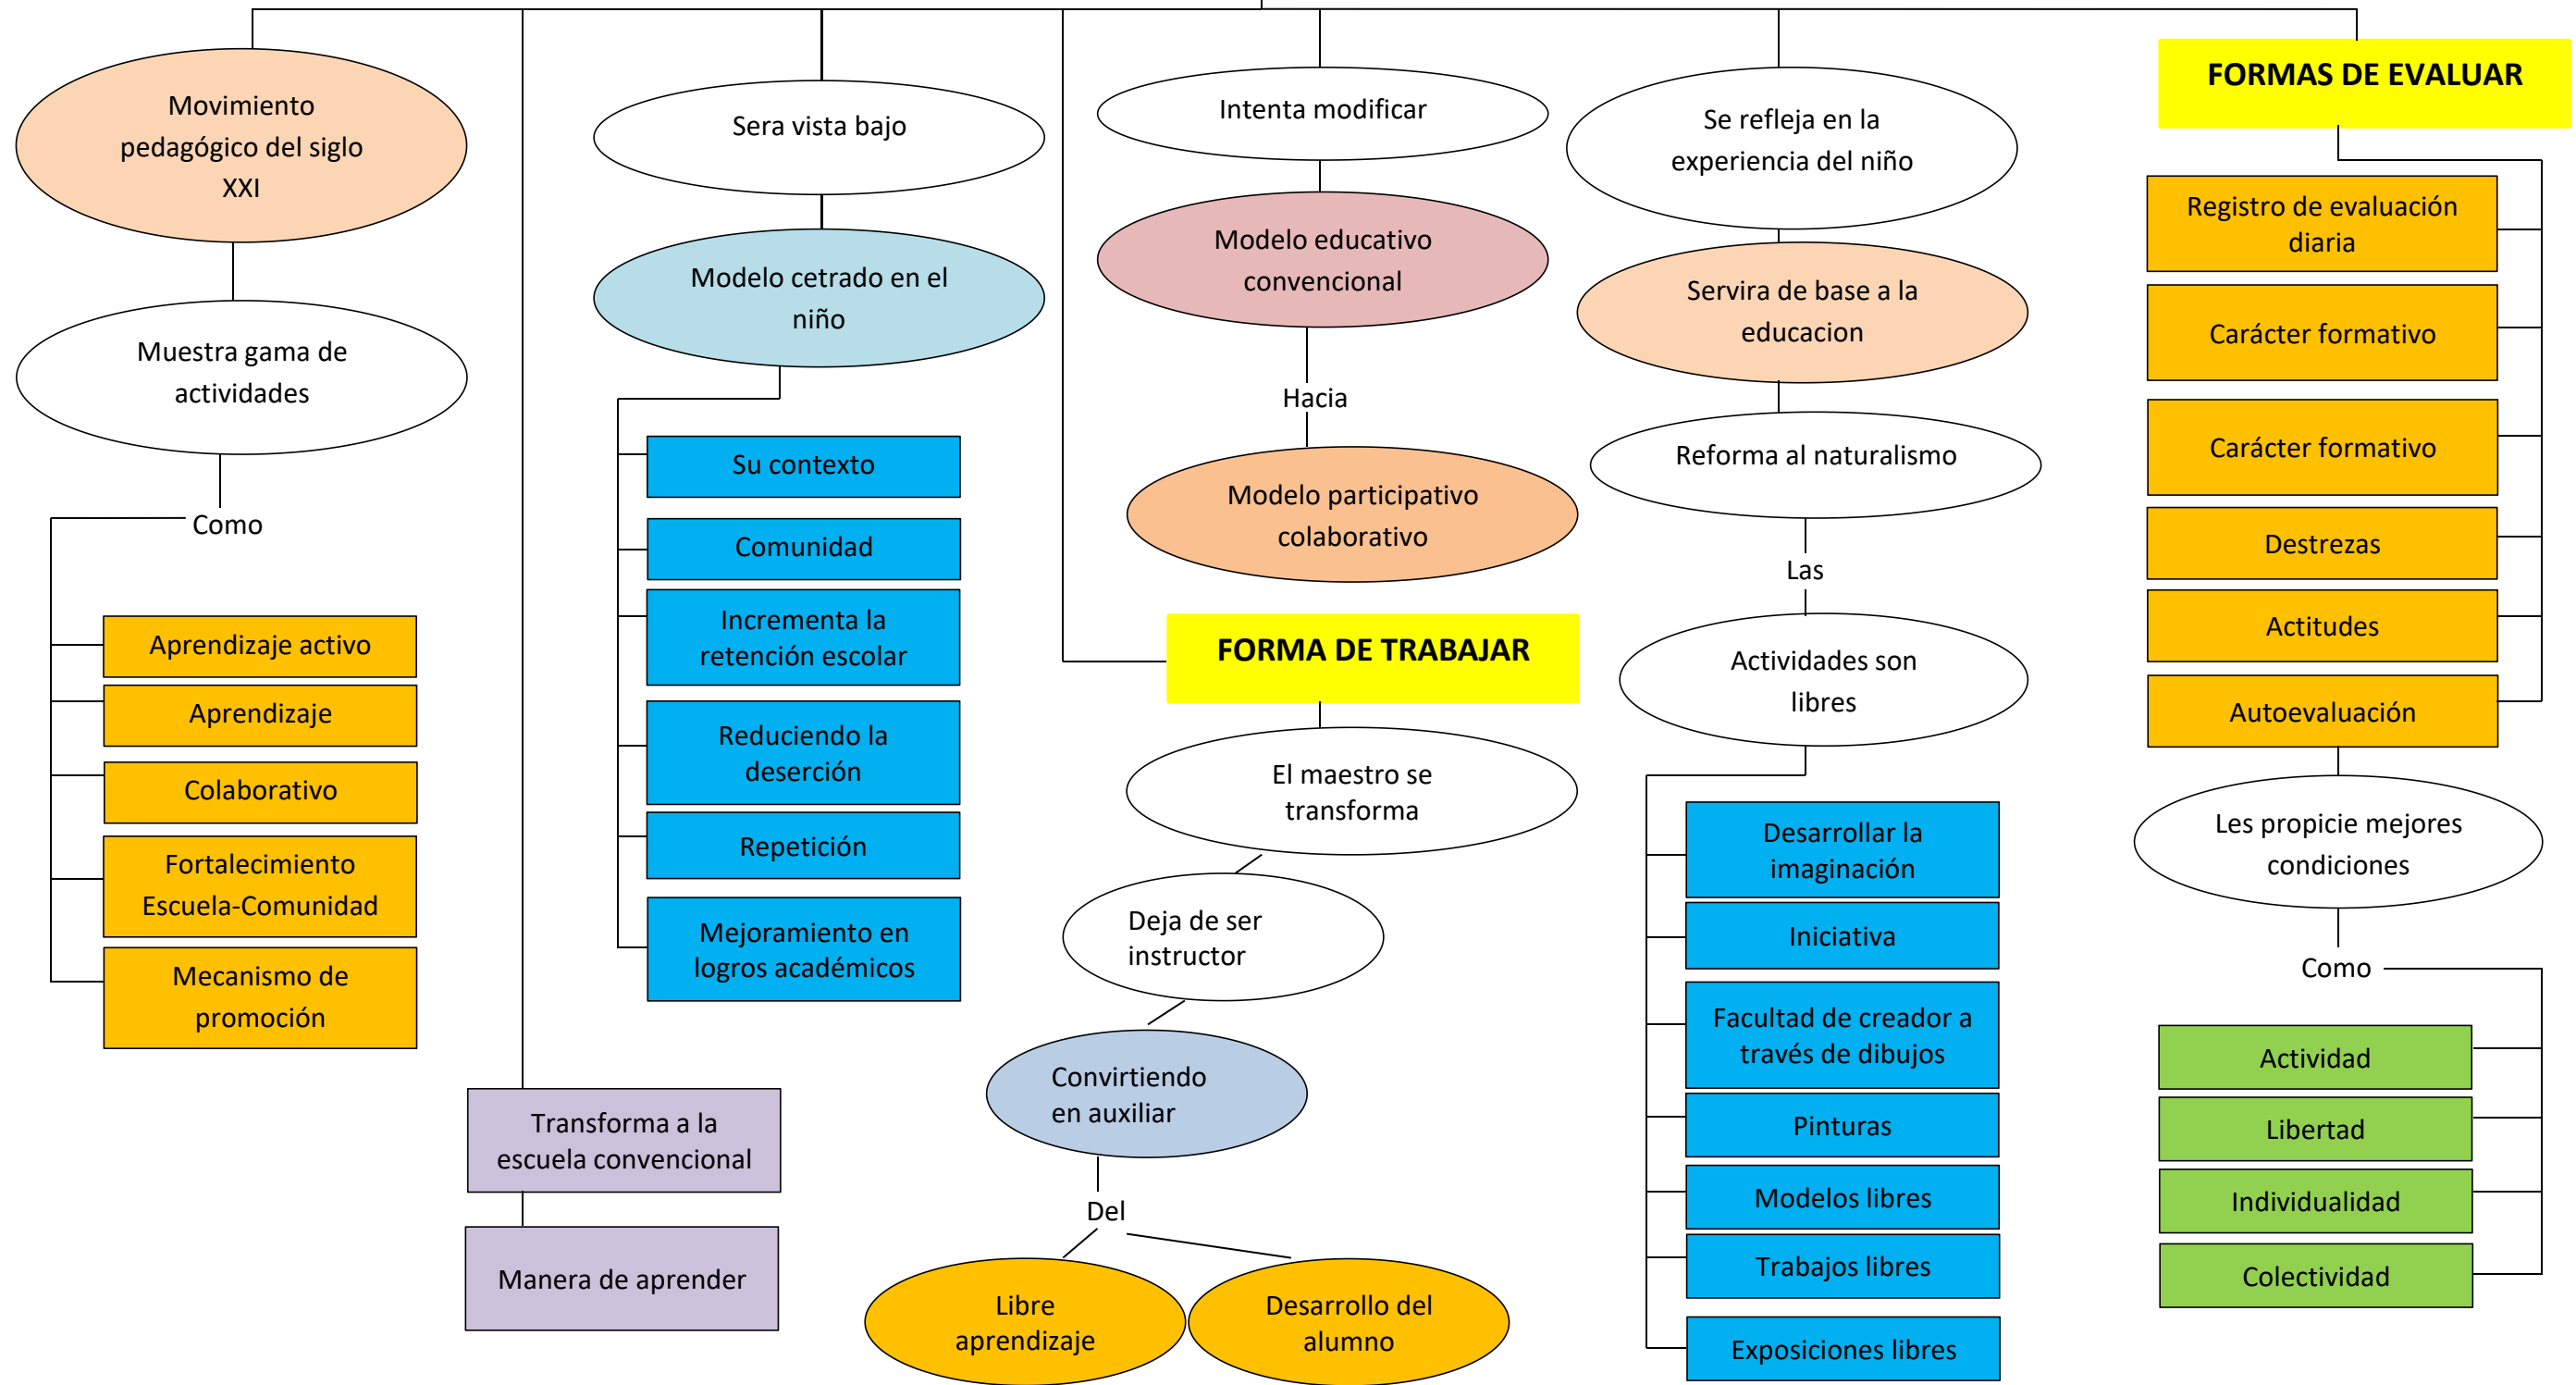 Movimiento
pedagógico del siglo
XXI
Muestra gama de
actividades
Como
Aprendizaje activo
Aprendizaje
Colaborativo
Fortalecimiento
Escuela-Comunidad
Mecanismo de
promoción
Transforma a la
escuela convencional
Manera de aprender
Sera vista bajo
Modelo cetrado en el
niño
Su contexto
Comunidad
Incrementa la
retención escolar
Reduciendo la
deserción
Repetición
Mejoramiento en
logros académicos
Intenta modificar
Modelo educativo
convencional
Hacia
Modelo participativo
colaborativo
FORMA DE TRABAJAR
El maestro se
transforma
Deja de ser
instructor
Convirtiendo
en auxiliar
Del
Libre
aprendizaje
Desarrollo del
alumno
Se refleja en la
experiencia del niño
Servira de base a la
educacion
Reforma al naturalismo
Las
Actividades son
libres
Desarrollar la
imaginación
Iniciativa
Facultad de creador a
través de dibujos
Pinturas
Modelos libres
Trabajos libres
Exposiciones libres
FORMAS DE EVALUAR
Registro de evaluación
diaria
Carácter formativo
Carácter formativo
Destrezas
Actitudes
Autoevaluación
Les propicie mejores
condiciones
Como
Actividad
Libertad
Individualidad
Colectividad